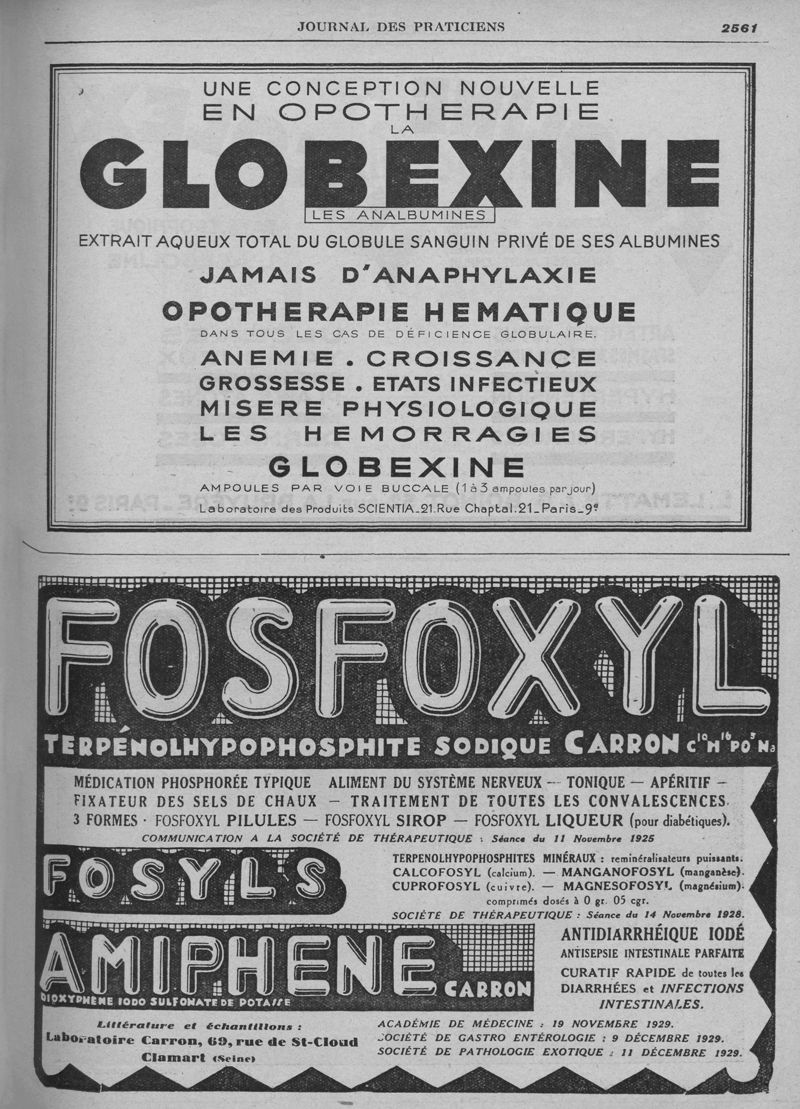 JOURNAL DES PRATICIENS 2561
UNE CONCEPTION NOUVELLE
EN OPOTHERAPIE
LA
GLOBEXINE
LES ANALBUMINES
EXTRAIT AQUEUX TOTAL DU GLOBULE SANGUIN PRIVÉ DE SES ALBUMINES
JAMAIS D'ANAPHYLAXIE
OPOTHERAPIE HEMATIQUE
DANS TOUS LES CAS DE DÉFICIENCE GLOBULAIRE.
ANEMIE . CROISSANCE
GROSSESSE . ETATS INFECTIEUX
MISERE PHYSIOLOGIQUE
LES HEMORRAGIES
GLOBEXINE
AMPOULES PAR VOIE BUCCALE (1 à 3 ampoules par jour)
Laboratoire des Produits SCIENTIA_21.Rue Chaptal.21_Paris_9e
FOSFOXYL
TERPÉNOLHYPOPHOSPHITE SODIQUE CARRON C10H16PO3Na
MÉDICATION PHOSPHORÉE TYPIQUE ALIMENT DU SYSTÈME NERVEUX — TONIQUE — APÉRITIF —
FIXATEUR DES SELS DE CHAUX — TRAITEMENT DE TOUTES LES CONVALESCENCES.
3 FORMES · FOSFOXYL PILULES — FOSFOXYL SIROP — FOSFOXYL LIQUEUR (pour diabétiques).
COMMUNICATION A LA SOCIÉTÉ DE THÉRAPEUTIQUE : Séance du 11 Novembre 1925
FOSYLS
TERPENOLHYPOPHOSPHITES MINÉRAUX : reminéralisateurs puissants.
CALCOFOSYL (calcium). — MANGANOFOSYL (manganèse).
CUPROFOSYL (cuivre). — MAGNESOFOSYL (magnésium).
comprimés dosés à 0 gr. 05 cgr.
SOCIÉTE DE THÉRAPEUTIQUE : Séance du 14 Novembre 1928.
AMIPHENE
CARRON
DIOXYPHÈNE IODO SULFONATE DE POTASSE
ANTIDIARRHÉIQUE IODÉ
ANTISEPSIE INTESTINALE PARFAITE
CURATIF RAPIDE de toutes les
DIARRHÉES et INFECTIONS
INTESTINALES.
Littérature et échantillons :
Laboratoire Carron, 69, rue de St-Cloud
Clamart (Seine)
ACADÉMIE DE MÉDECINE : 19 NOVEMBRE 1929.
SOCIÉTÉ DE GASTRO ENTÉROLOGIE : 9 DÉCEMBRE 1929.
SOCIÉTÉ DE PATHOLOGIE EXOTIQUE : 11 DÉCEMBRE 1929.